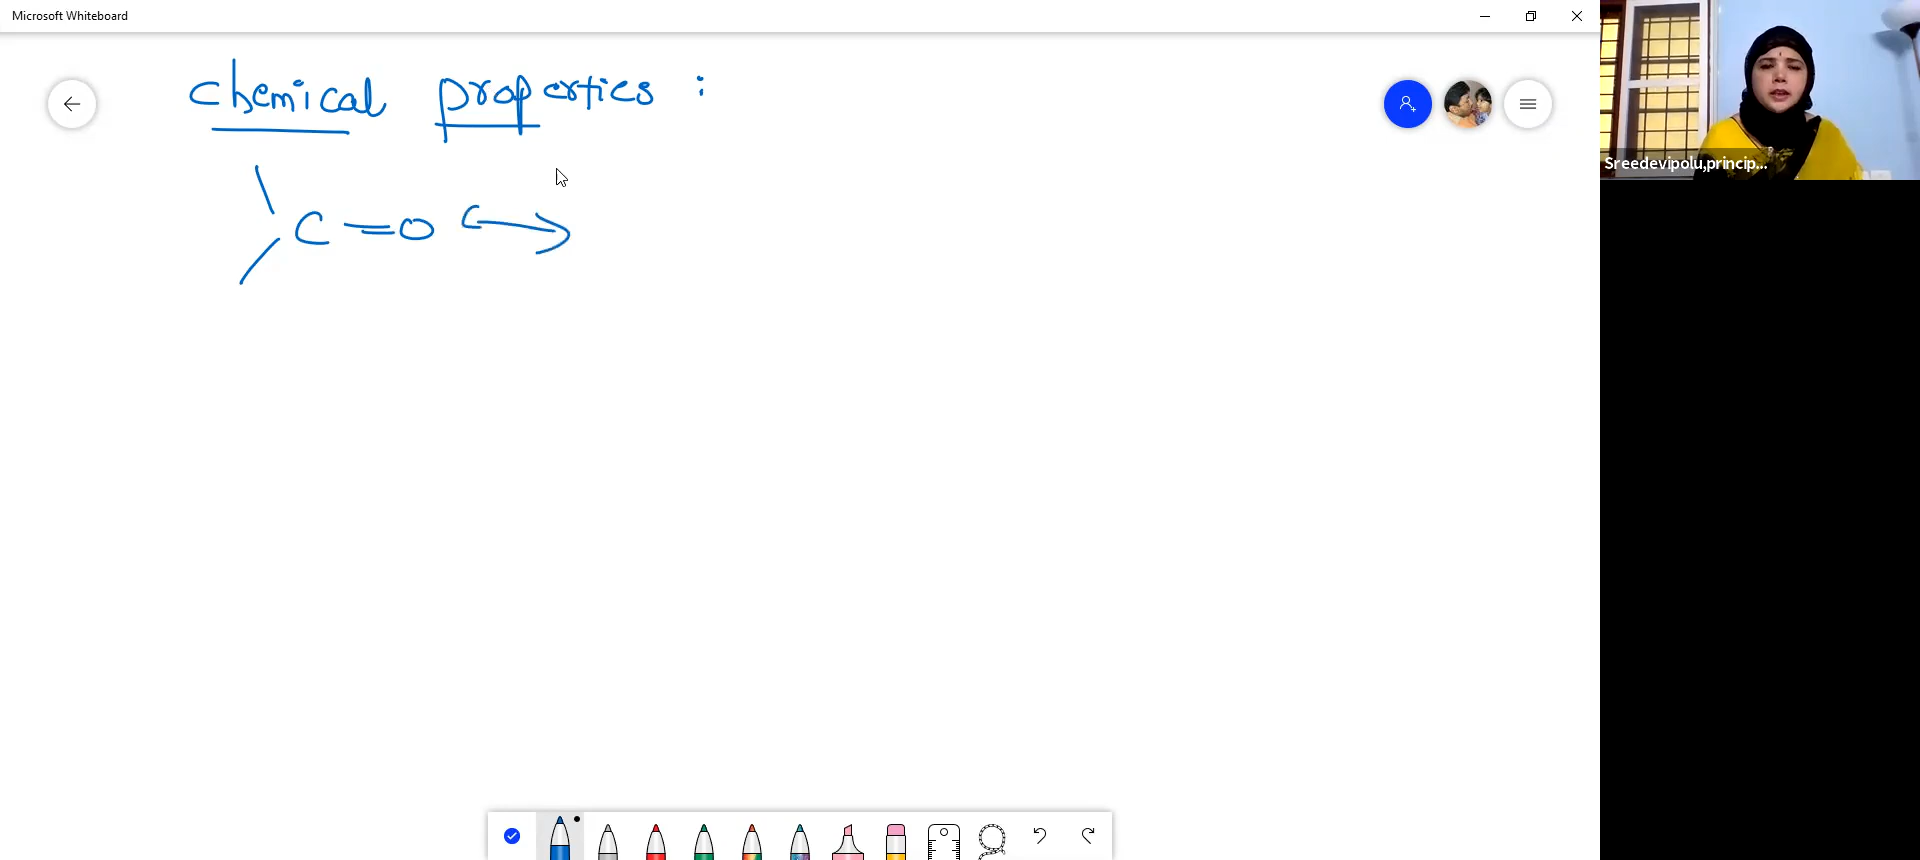 Microsoft Whiteboard
Chemical properties :
C=O
Sreedevipolu,princip...